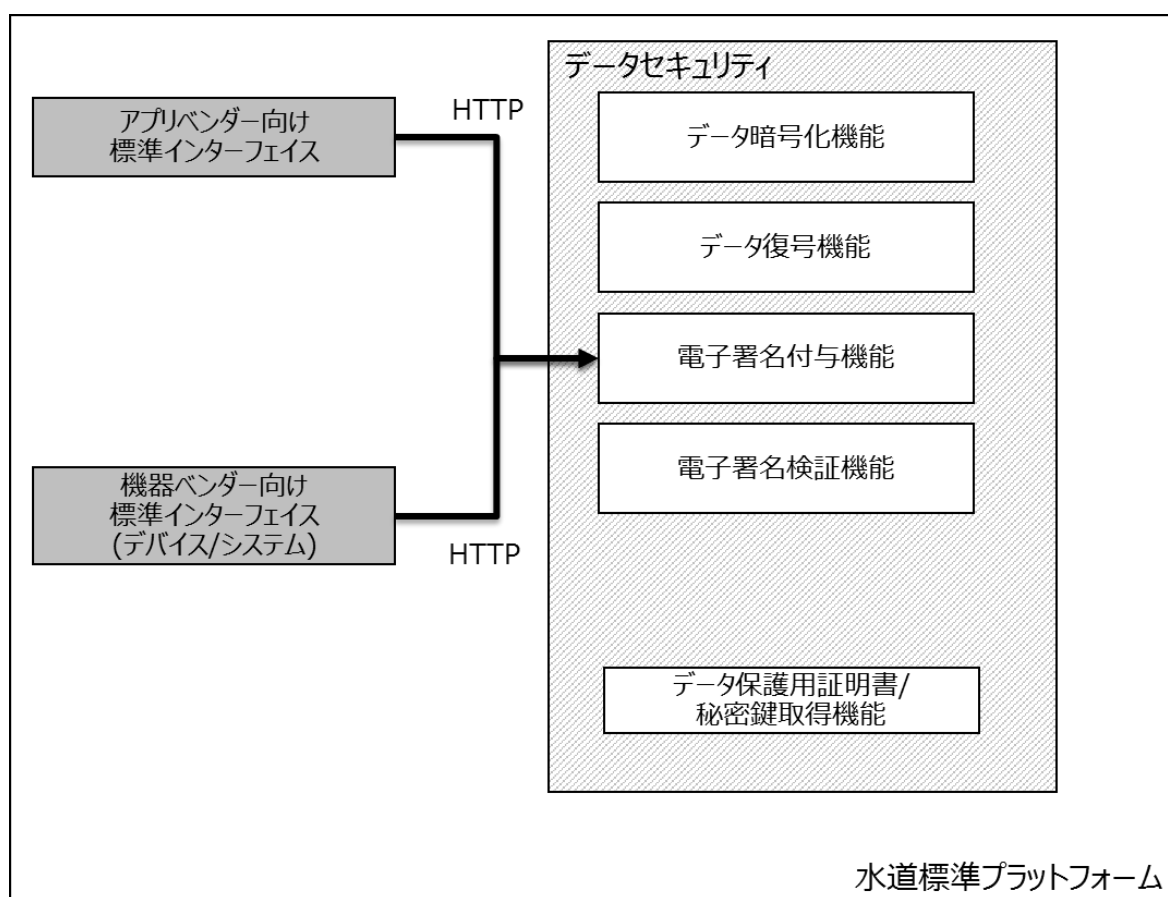 データセキュリティ
アプリベンダー向け
標準インターフェイス
HTTP
データ暗号化機能
データ復号機能
電子署名付与機能
電子署名検証機能
機器ベンダー向け
標準インターフェイス
(デバイス/システム)
HTTP
データ保護用証明書/
秘密鍵取得機能
水道標準プラットフォーム